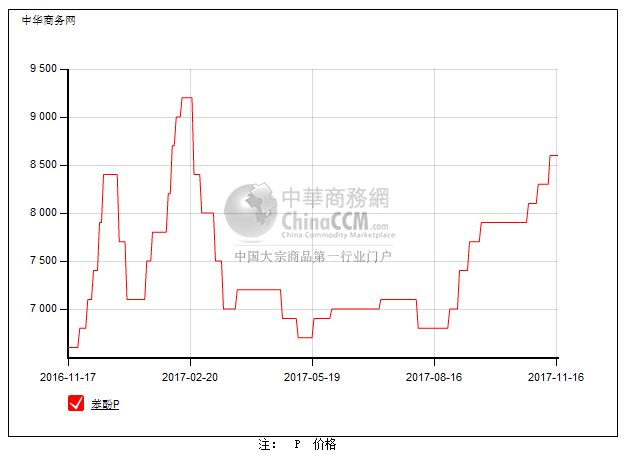 中华商务网
9 500
9 000
8 500
8 000
7 500
7 000
中華商務網
ChinaCCM.com
China Commodity Marketplace
中国大宗商品第一行业门户
2016-11-17 2017-02-20 2017-05-19 2017-08-16 2017-11-16
苯酚P
注: P 价格